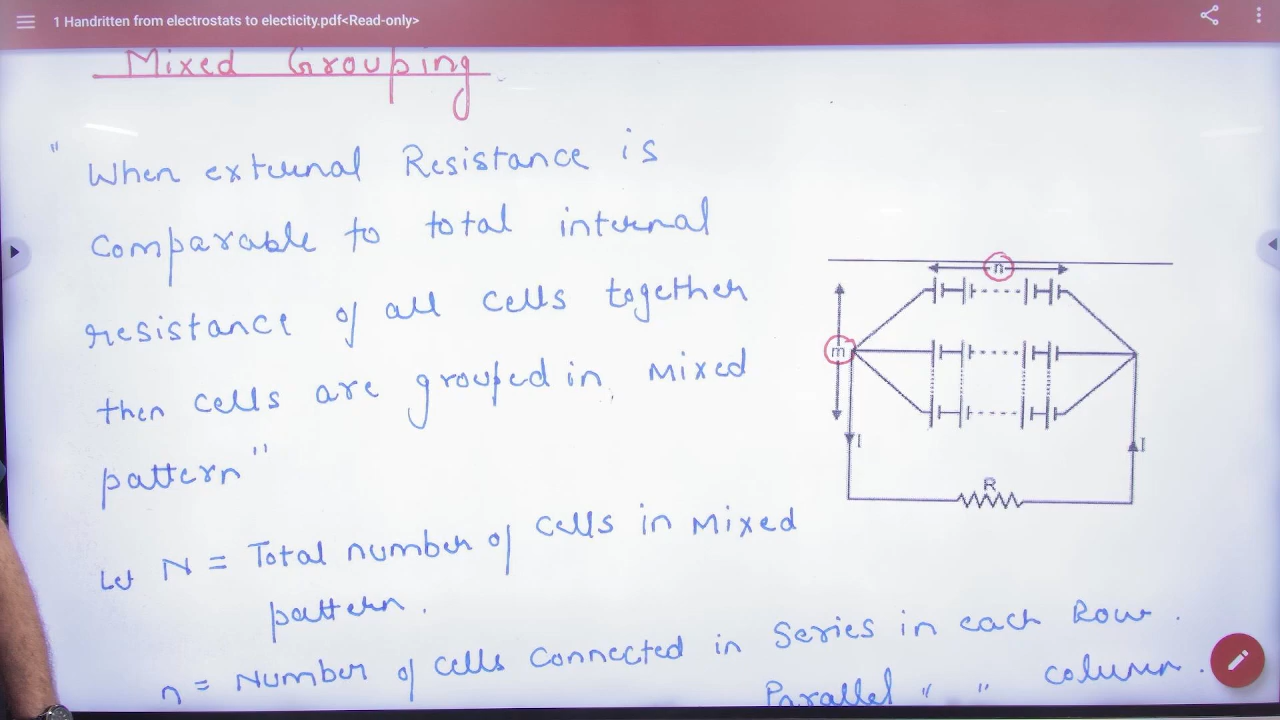 1 Handritten from electrostats to electicity.pdf<Read-only>
Mixed Grouping
"When external Resistance is
comparable to total internal
resistance of all cells together
then cells are grouped in mixed
pattern"
Let N = Total number of cells in Mixed
pattern.
n = Number of cells connected in Series in each Row.
Parallel " " column.
n
m
I
I
R